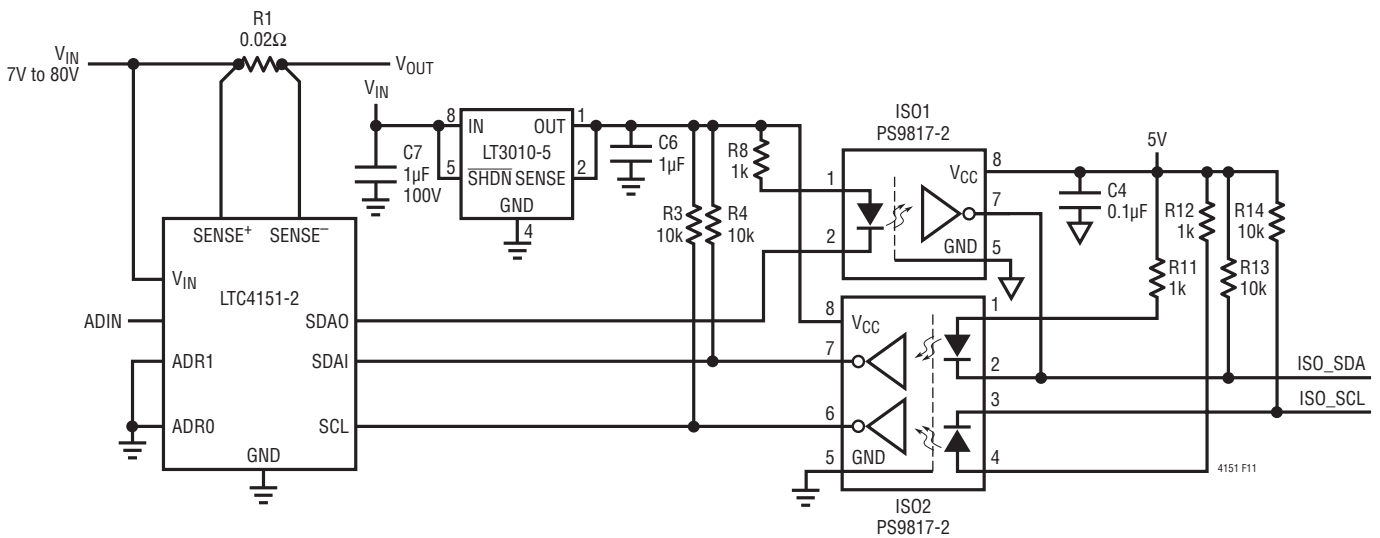 R1
0.02Ω
VIN
7V to 80V
VOUT
VIN
C7
1µF
100V
8
IN
OUT
1
LT3010-5
5
SHDN
SENSE
2
GND
4
C6
1µF
R8
1k
R3
10k
R4
10k
ISO1
PS9817-2
1
2
8
VCC
7
GND
5
5V
C4
0.1µF
R12
1k
R14
10k
R11
1k
R13
10k
SENSE+
SENSE–
VIN
LTC4151-2
ADIN
SDAO
ADR1
SDAI
ADR0
SCL
GND
8
VCC
7
6
5
GND
1
2
3
4
ISO2
PS9817-2
ISO_SDA
ISO_SCL
4151 F11